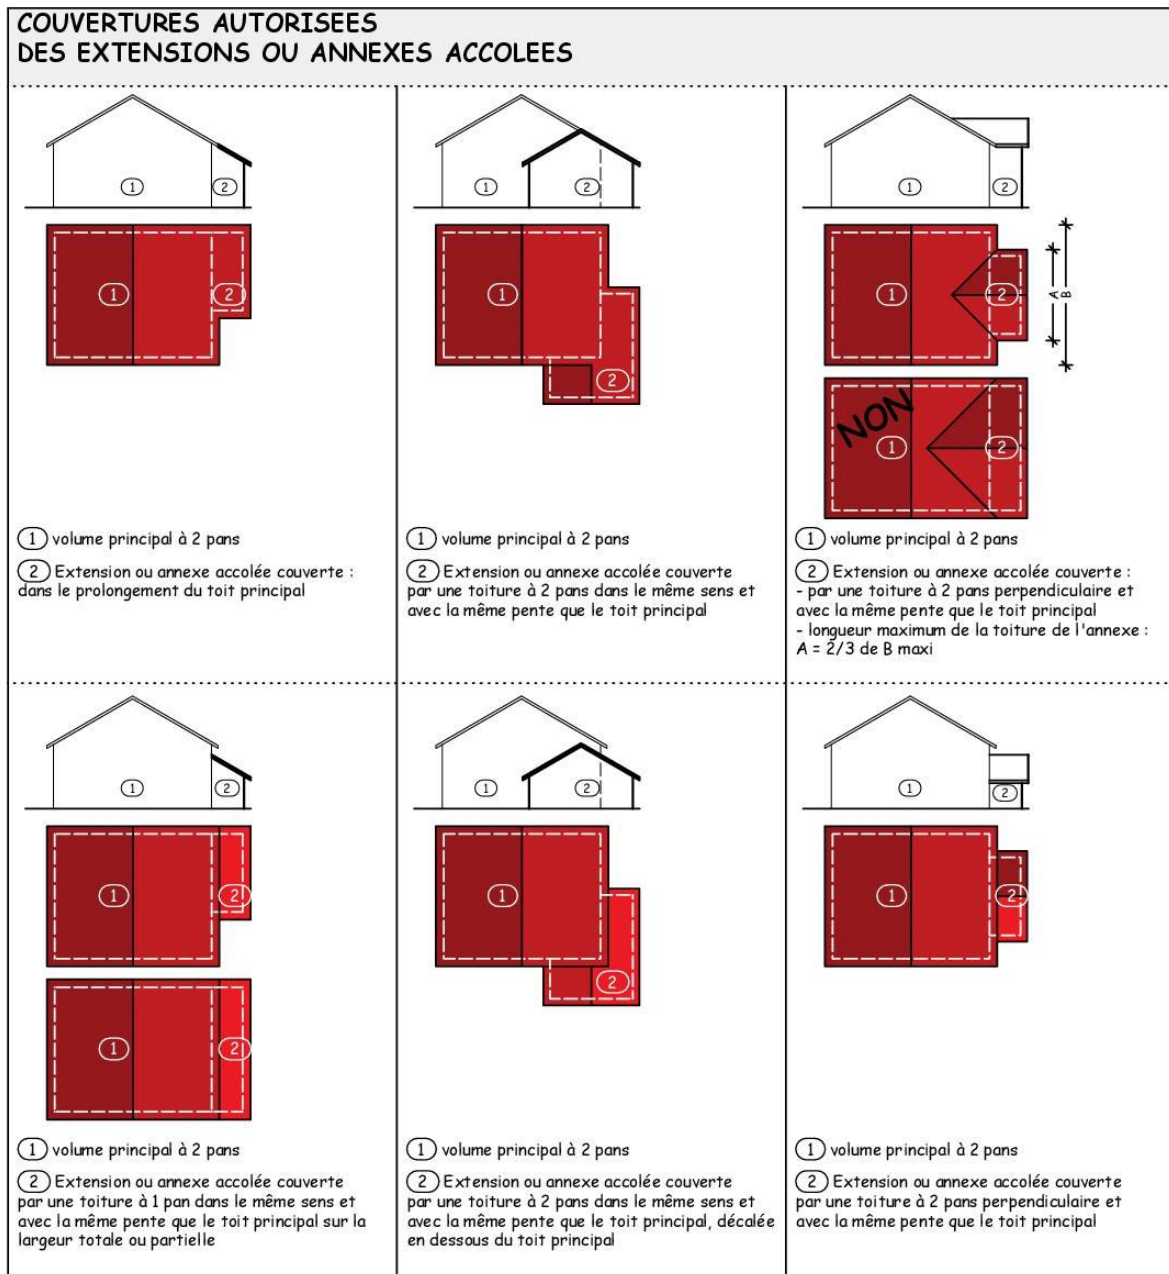 COUVERTURES AUTORISEES
DES EXTENSIONS OU ANNEXES ACCOLEES
1
2
1
2
1 volume principal à 2 pans
2 Extension ou annexe accolée couverte :
dans le prolongement du toit principal
1
2
1
2
1 volume principal à 2 pans
2 Extension ou annexe accolée couverte
par une toiture à 2 pans dans le même sens et
avec la même pente que le toit principal
1
2
1
2
A
B
NON
1
2
1 volume principal à 2 pans
2 Extension ou annexe accolée couverte :
- par une toiture à 2 pans perpendiculaire et
avec la même pente que le toit principal
- longueur maximum de la toiture de l'annexe :
A = 2/3 de B maxi
1
2
1
2
1
2
1 volume principal à 2 pans
2 Extension ou annexe accolée couverte
par une toiture à 1 pan dans le même sens et
avec la même pente que le toit principal sur la
largeur totale ou partielle
1
2
1
2
1 volume principal à 2 pans
2 Extension ou annexe accolée couverte
par une toiture à 2 pans dans le même sens et
avec la même pente que le toit principal, décalée
en dessous du toit principal
1
2
1
2
1 volume principal à 2 pans
2 Extension ou annexe accolée couverte
par une toiture à 2 pans perpendiculaire et
avec la même pente que le toit principal